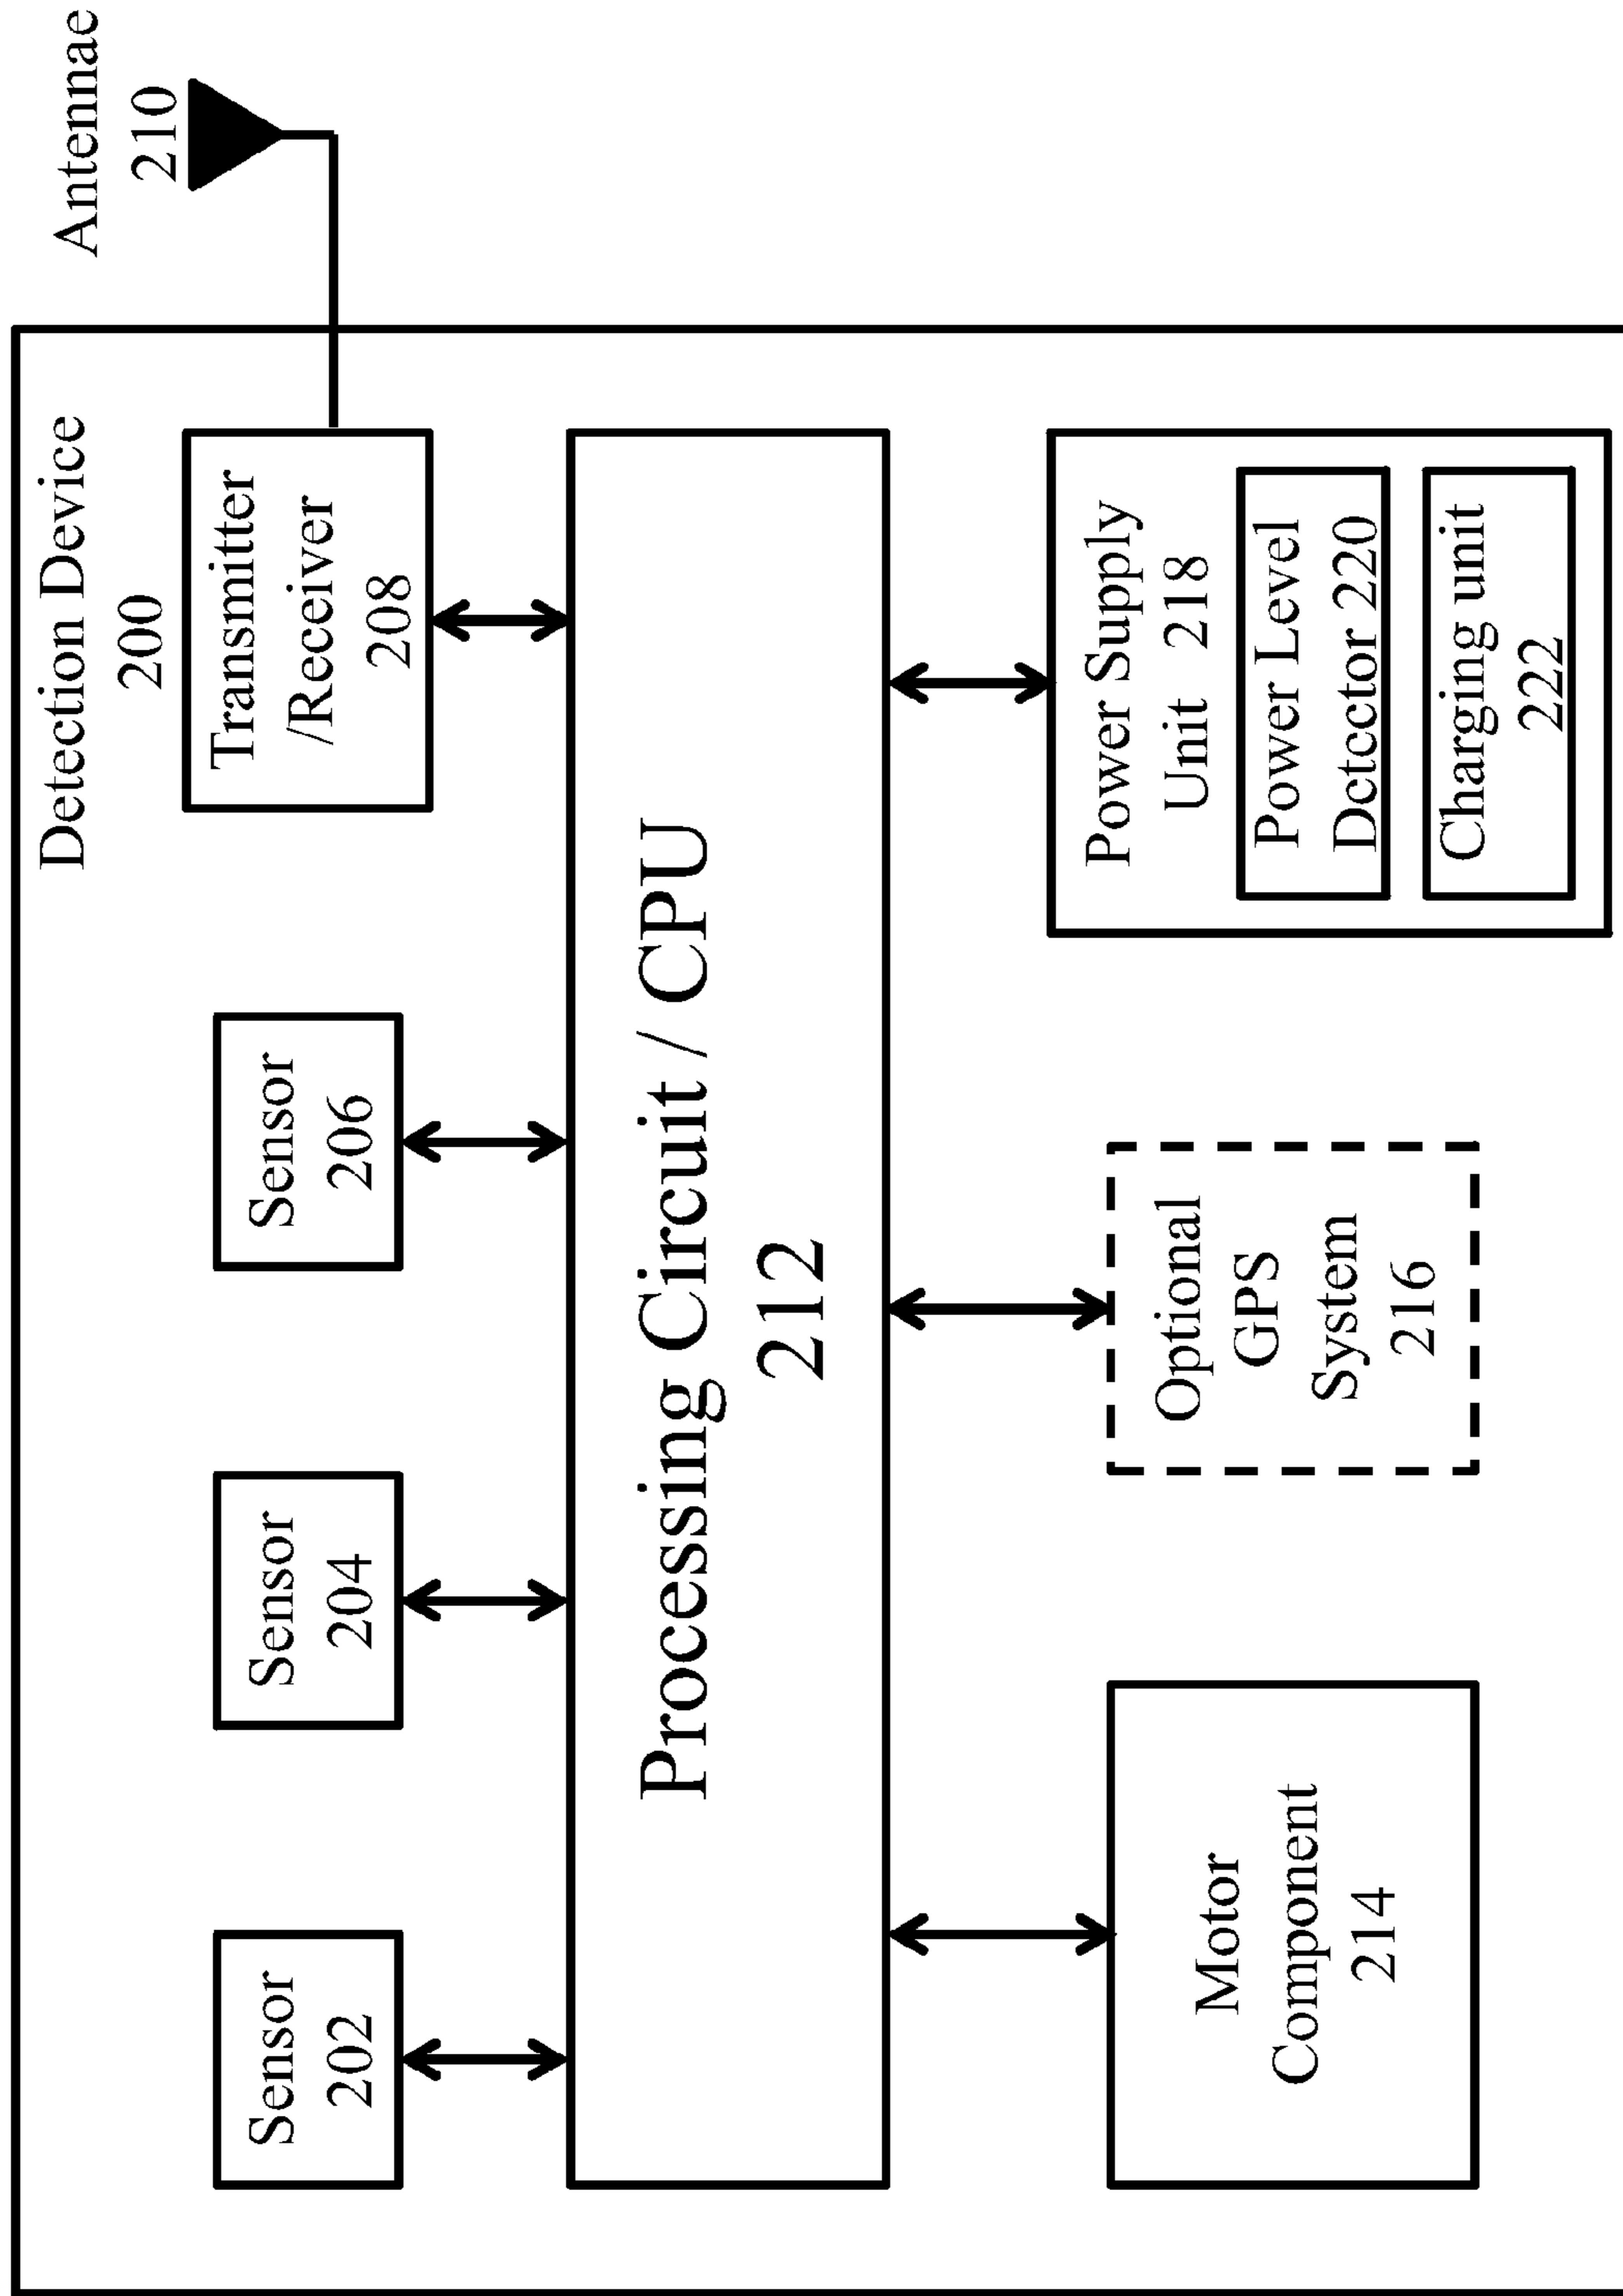 Detection Device
200
Antennae
210
Sensor
202
Sensor
204
Sensor
206
Transmitter
/Receiver
208
Processing Circuit / CPU
212
Motor
Component
214
Optional
GPS
System
216
Power Supply
Unit 218
Power Level
Detector 220
Charging unit
222